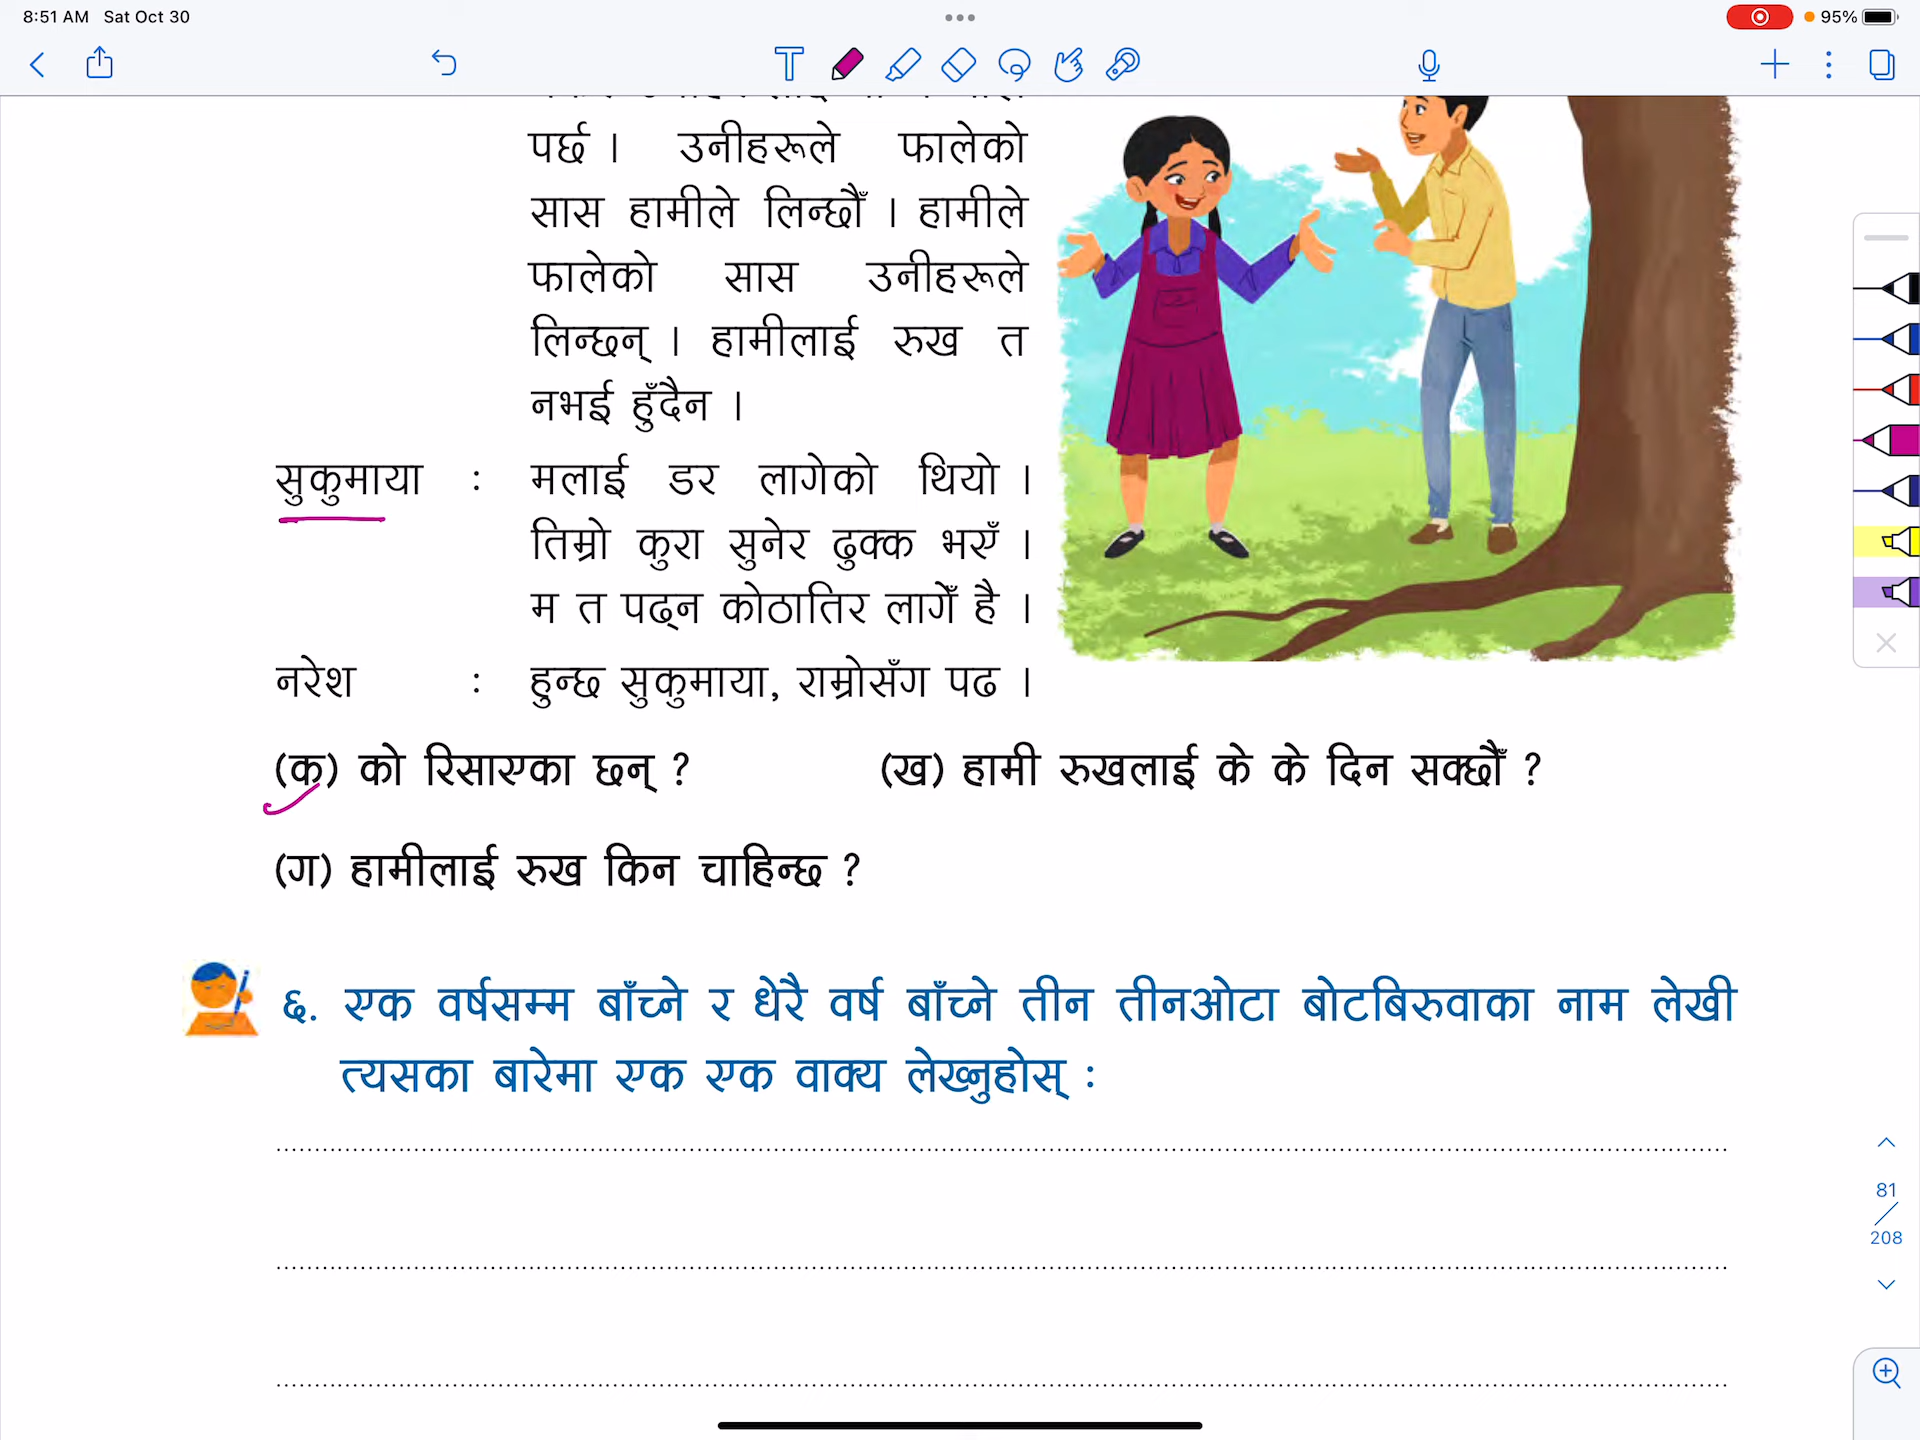 8:51 AM Sat Oct 30
95%
पर्छ । उनीहरूले फालेको
सास हामीले लिन्छौँ । हामीले
फालेको सास उनीहरूले
लिन्छन् । हामीलाई रुख त
नभई हुँदैन ।
सुकुमाया : मलाई डर लागेको थियो ।
तिम्रो कुरा सुनेर ढुक्क भएँ ।
म त पढ्न कोठातिर लागेँ है ।
नरेश : हुन्छ सुकुमाया, राम्रोसँग पढ ।
(क) को रिसाएका छन् ? (ख) हामी रुखलाई के के दिन सक्छौँ ?
(ग) हामीलाई रुख किन चाहिन्छ ?
६. एक वर्षसम्म बाँच्ने र धेरै वर्ष बाँच्ने तीन तीनओटा बोटबिरुवाका नाम लेखी
त्यसका बारेमा एक एक वाक्य लेख्नुहोस् :
81
/
208